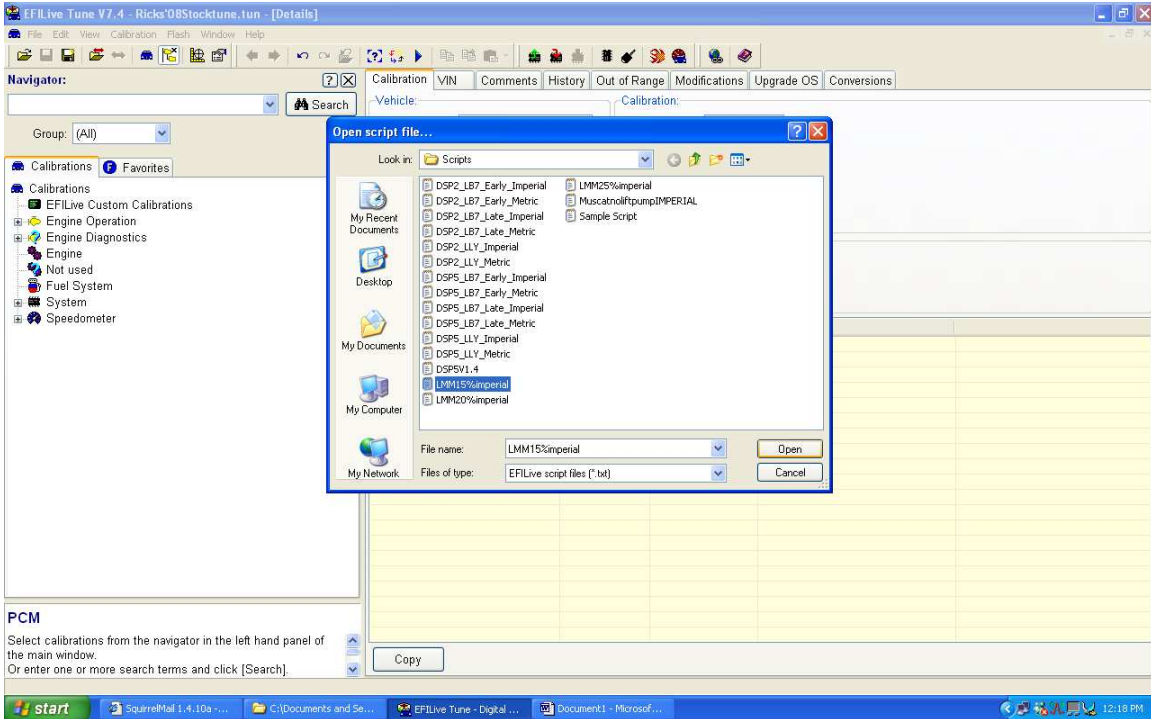 EFILive Tune V7.4 - Ricks'08Stocktune.tun - [Details]
File Edit View Calibration Flash Window Help
Navigator:
Search
Group: (All)
Calibrations Favorites
Calibrations
EFILive Custom Calibrations
Engine Operation
Engine Diagnostics
Engine
Not used
Fuel System
System
Speedometer
Calibration VIN Comments History Out of Range Modifications Upgrade OS Conversions
Vehicle: Calibration:
Open script file...
Look in: Scripts
My Recent Documents
Desktop
My Documents
My Computer
My Network
DSP2_LB7_Early_Imperial
DSP2_LB7_Early_Metric
DSP2_LB7_Late_Imperial
DSP2_LB7_Late_Metric
DSP2_LLY_Imperial
DSP2_LLY_Metric
DSP5_LB7_Early_Imperial
DSP5_LB7_Early_Metric
DSP5_LB7_Late_Imperial
DSP5_LB7_Late_Metric
DSP5_LLY_Imperial
DSP5_LLY_Metric
DSP5V1.4
LMM15%imperial
LMM20%imperial
LMM25%imperial
MuscatnoliftpumpIMPERIAL
Sample Script
File name: LMM15%imperial
Open
Files of type: EFILive script files (*.txt)
Cancel
PCM
Select calibrations from the navigator in the left hand panel of
the main window.
Or enter one or more search terms and click [Search].
Copy
start
SquirrelMail 1.4.10a -...
C:\Documents and Se...
EFILive Tune - Digital ...
Document1 - Microsof...
12:18 PM